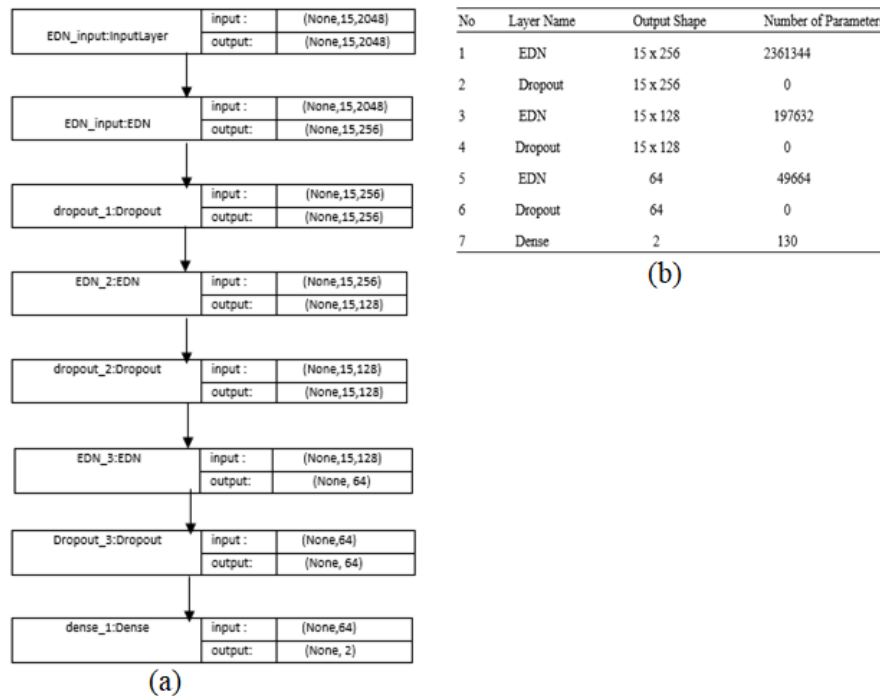 EDN_input:InputLayer input : (None,15,2048)
output: (None,15,2048)
EDN_input:EDN input : (None,15,2048)
output: (None,15,256)
dropout_1:Dropout input : (None,15,256)
output: (None,15,256)
EDN_2:EDN input : (None,15,256)
output: (None,15,128)
dropout_2:Dropout input : (None,15,128)
output: (None,15,128)
EDN_3:EDN input : (None,15,128)
output: (None, 64)
Dropout_3:Dropout input : (None,64)
output: (None, 64)
dense_1:Dense input : (None,64)
output: (None, 2)
(a)
No Layer Name Output Shape Number of Parameters
1 EDN 15 x 256 2361344
2 Dropout 15 x 256 0
3 EDN 15 x 128 197632
4 Dropout 15 x 128 0
5 EDN 64 49664
6 Dropout 64 0
7 Dense 2 130
(b)